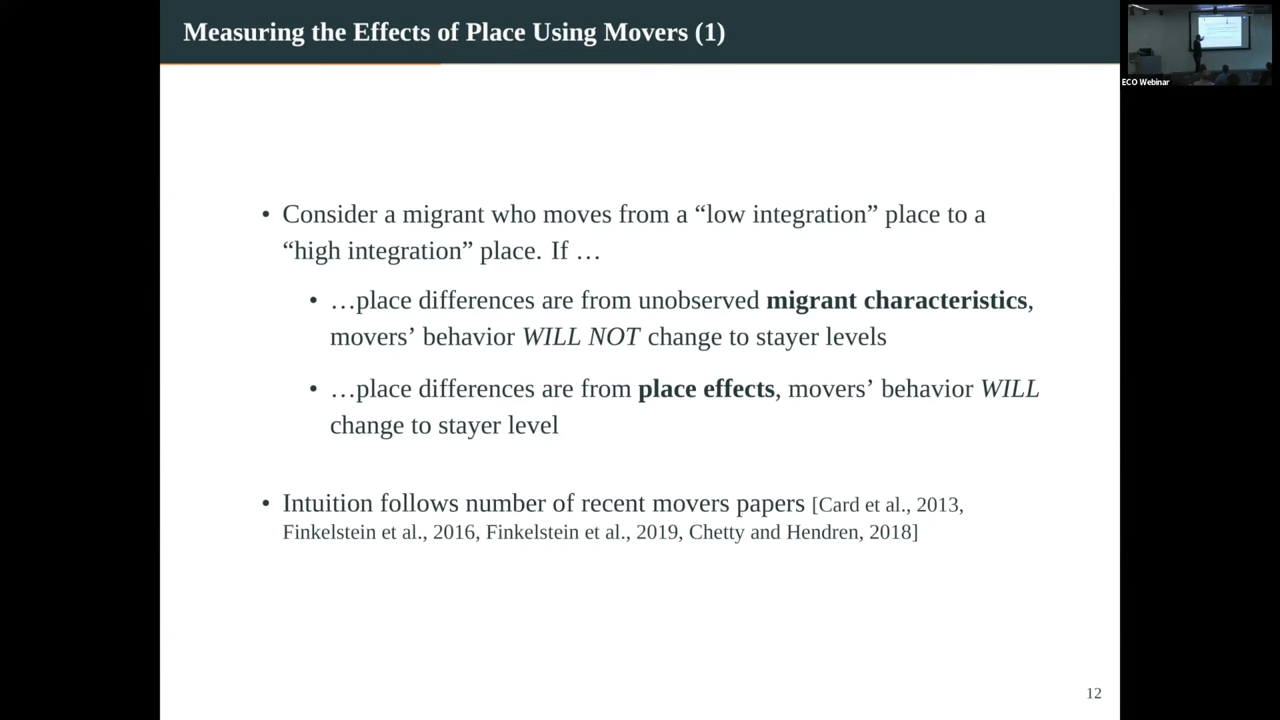 Measuring the Effects of Place Using Movers (1)
ECO Webinar
• Consider a migrant who moves from a “low integration” place to a
“high integration” place. If …
• …place differences are from unobserved migrant characteristics,
movers’ behavior WILL NOT change to stayer levels
• …place differences are from place effects, movers’ behavior WILL
change to stayer level
• Intuition follows number of recent movers papers [Card et al., 2013,
Finkelstein et al., 2016, Finkelstein et al., 2019, Chetty and Hendren, 2018]
12